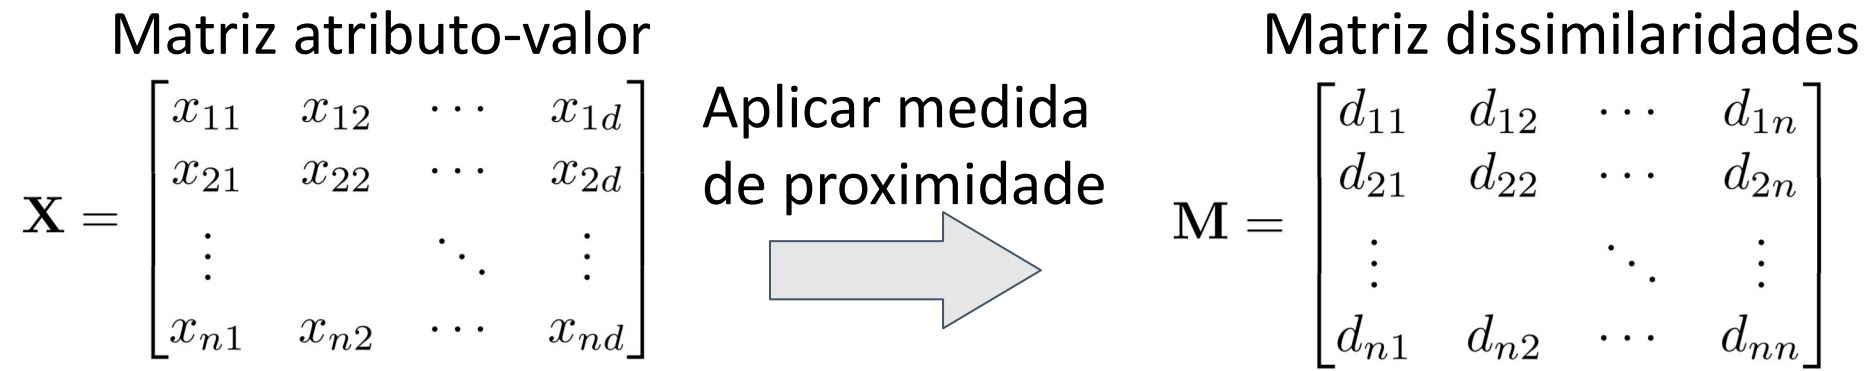 Matriz atributo-valor
X = [ x11 x12 ⋯ x1d
x21 x22 ⋯ x2d
⋮ ⋱ ⋮
xn1 xn2 ⋯ xnd ]
Aplicar medida
de proximidade
Matriz dissimilaridades
M = [ d11 d12 ⋯ d1n
d21 d22 ⋯ d2n
⋮ ⋱ ⋮
dn1 dn2 ⋯ dnn ]